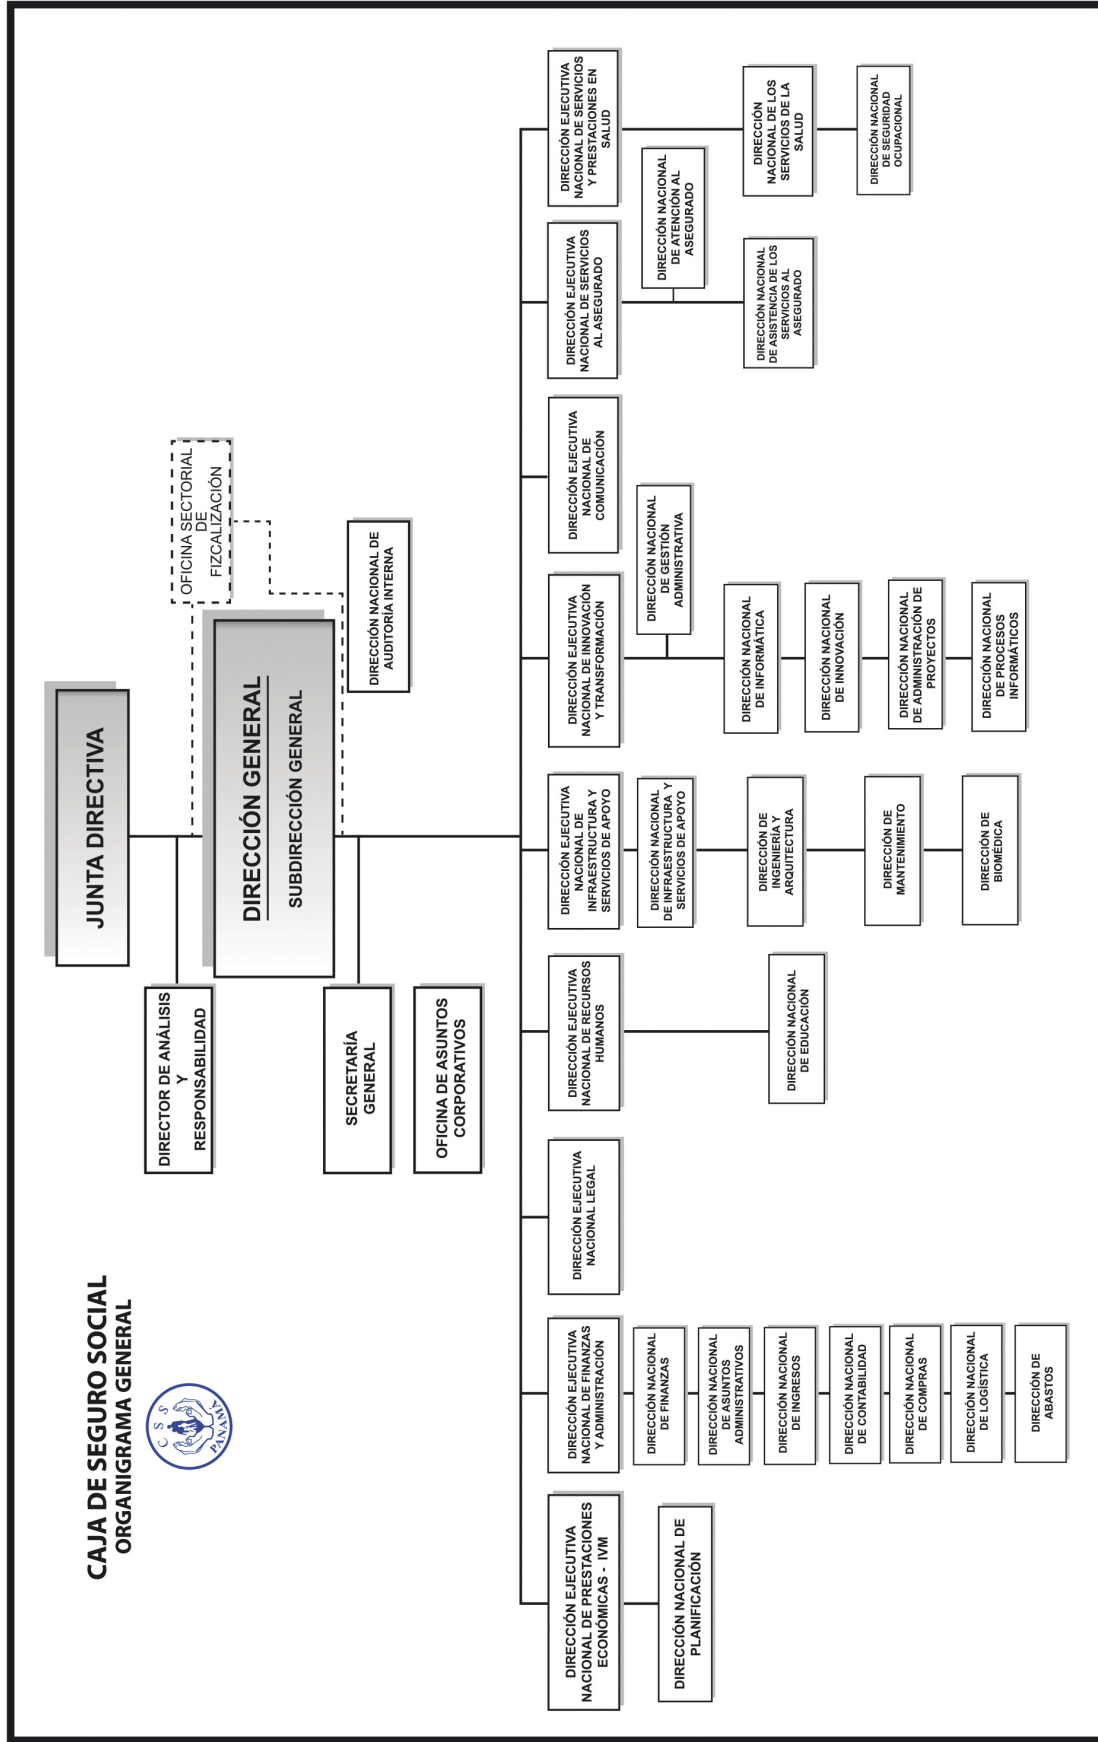 CAJA DE SEGURO SOCIAL
ORGANIGRAMA GENERAL
C S S
PANAMÁ
JUNTA DIRECTIVA
DIRECTOR DE ANÁLISIS
Y
RESPONSABILIDAD
OFICINA SECTORIAL
DE
FIZCALIZACIÓN
DIRECCIÓN GENERAL
SUBDIRECCIÓN GENERAL
SECRETARÍA
GENERAL
DIRECCIÓN NACIONAL DE
AUDITORÍA INTERNA
OFICINA DE ASUNTOS
CORPORATIVOS
DIRECCIÓN EJECUTIVA
NACIONAL DE PRESTACIONES
ECONÓMICAS - IVM
DIRECCIÓN NACIONAL DE
PLANIFICACIÓN
DIRECCIÓN EJECUTIVA
NACIONAL DE FINANZAS
Y ADMINISTRACIÓN
DIRECCIÓN NACIONAL
DE FINANZAS
DIRECCIÓN NACIONAL
DE ASUNTOS
ADMINISTRATIVOS
DIRECCIÓN NACIONAL
DE INGRESOS
DIRECCIÓN NACIONAL
DE CONTABILIDAD
DIRECCIÓN NACIONAL
DE COMPRAS
DIRECCIÓN NACIONAL
DE LOGÍSTICA
DIRECCIÓN DE
ABASTOS
DIRECCIÓN EJECUTIVA
NACIONAL LEGAL
DIRECCIÓN EJECUTIVA
NACIONAL DE RECURSOS
HUMANOS
DIRECCIÓN NACIONAL
DE EDUCACIÓN
DIRECCIÓN EJECUTIVA
NACIONAL DE
INFRAESTRUCTURA Y
SERVICIOS DE APOYO
DIRECCIÓN NACIONAL
DE INFRAESTRUCTURA Y
SERVICIOS DE APOYO
DIRECCIÓN DE
INGENIERÍA Y
ARQUITECTURA
DIRECCIÓN DE
MANTENIMIENTO
DIRECCIÓN DE
BIOMÉDICA
DIRECCIÓN EJECUTIVA
NACIONAL DE INNOVACIÓN
Y TRANSFORMACIÓN
DIRECCIÓN NACIONAL
DE GESTIÓN
ADMINISTRATIVA
DIRECCIÓN NACIONAL
DE INFORMÁTICA
DIRECCIÓN NACIONAL
DE INNOVACIÓN
DIRECCIÓN NACIONAL
DE ADMINISTRACIÓN DE
PROYECTOS
DIRECCIÓN NACIONAL
DE PROCESOS
INFORMÁTICOS
DIRECCIÓN EJECUTIVA
NACIONAL DE
COMUNICACIÓN
DIRECCIÓN EJECUTIVA
NACIONAL DE SERVICIOS
AL ASEGURADO
DIRECCIÓN NACIONAL
DE ATENCIÓN AL
ASEGURADO
DIRECCIÓN NACIONAL
DE ASISTENCIA DE LOS
SERVICIOS AL
ASEGURADO
DIRECCIÓN EJECUTIVA
NACIONAL DE SERVICIOS
Y PRESTACIONES EN
SALUD
DIRECCIÓN
NACIONAL DE LOS
SERVICIOS DE LA
SALUD
DIRECCIÓN NACIONAL
DE SEGURIDAD
OCUPACIONAL